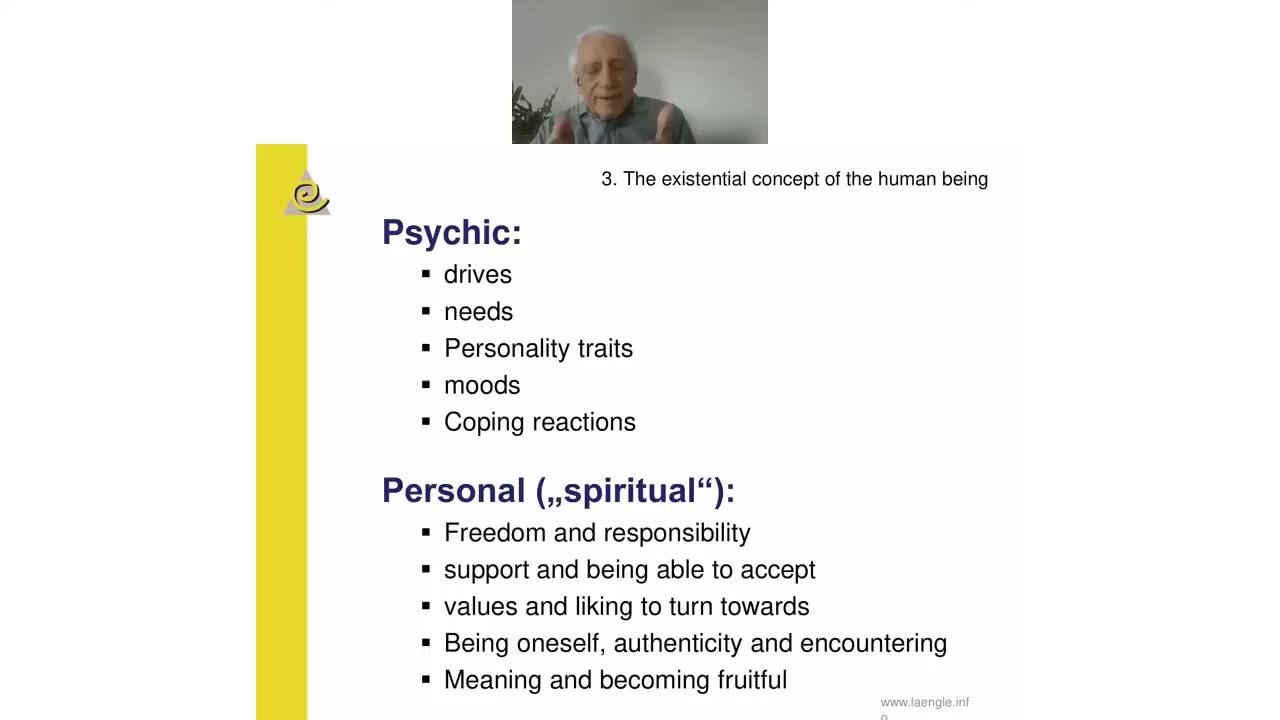 3. The existential concept of the human being
Psychic:
▪ drives
▪ needs
▪ Personality traits
▪ moods
▪ Coping reactions
Personal („spiritual“):
▪ Freedom and responsibility
▪ support and being able to accept
▪ values and liking to turn towards
▪ Being oneself, authenticity and encountering
▪ Meaning and becoming fruitful
www.laengle.inf
o